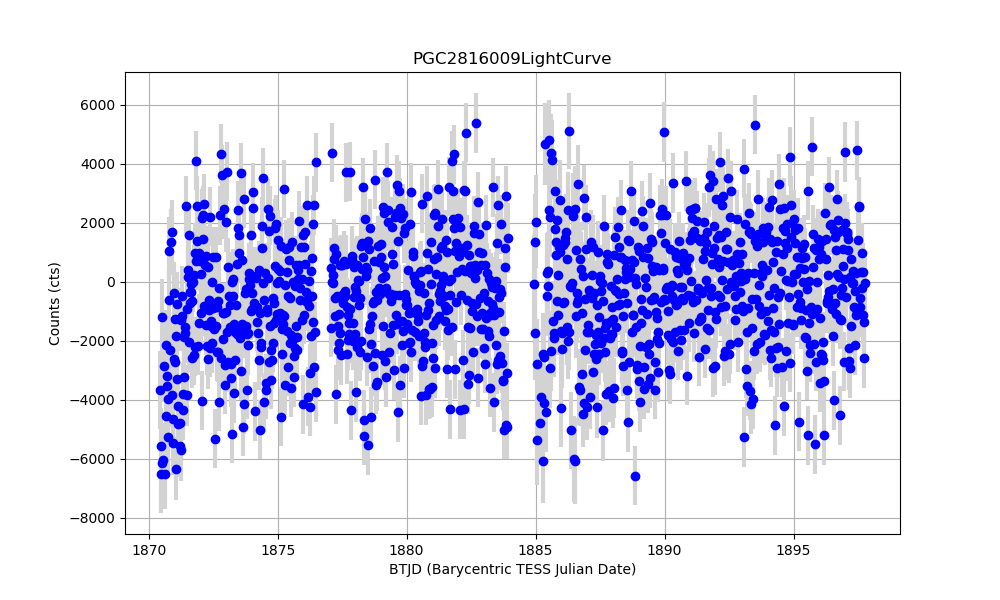 PGC2816009LightCurve
Counts (cts)
6000
4000
2000
0
−2000
−4000
−6000
−8000
1870 1875 1880 1885 1890 1895
BTJD (Barycentric TESS Julian Date)